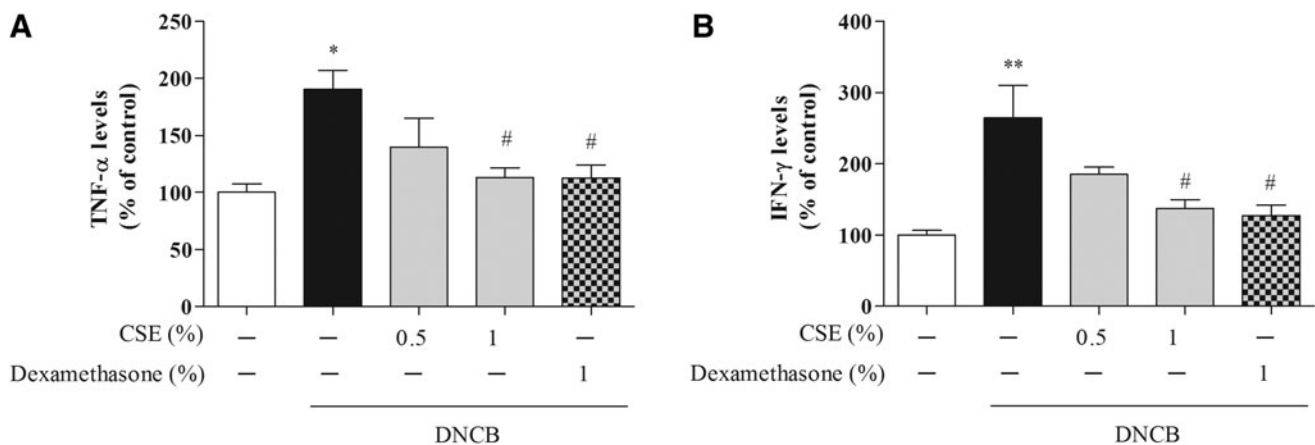 A
TNF-α levels
(% of control)
250
200
150
100
50
0
*
#
#
CSE (%) – – 0.5 1 –
Dexamethasone (%) – – – – 1
DNCB
B
IFN-γ levels
(% of control)
400
300
200
100
0
**
#
#
CSE (%) – – 0.5 1 –
Dexamethasone (%) – – – – 1
DNCB